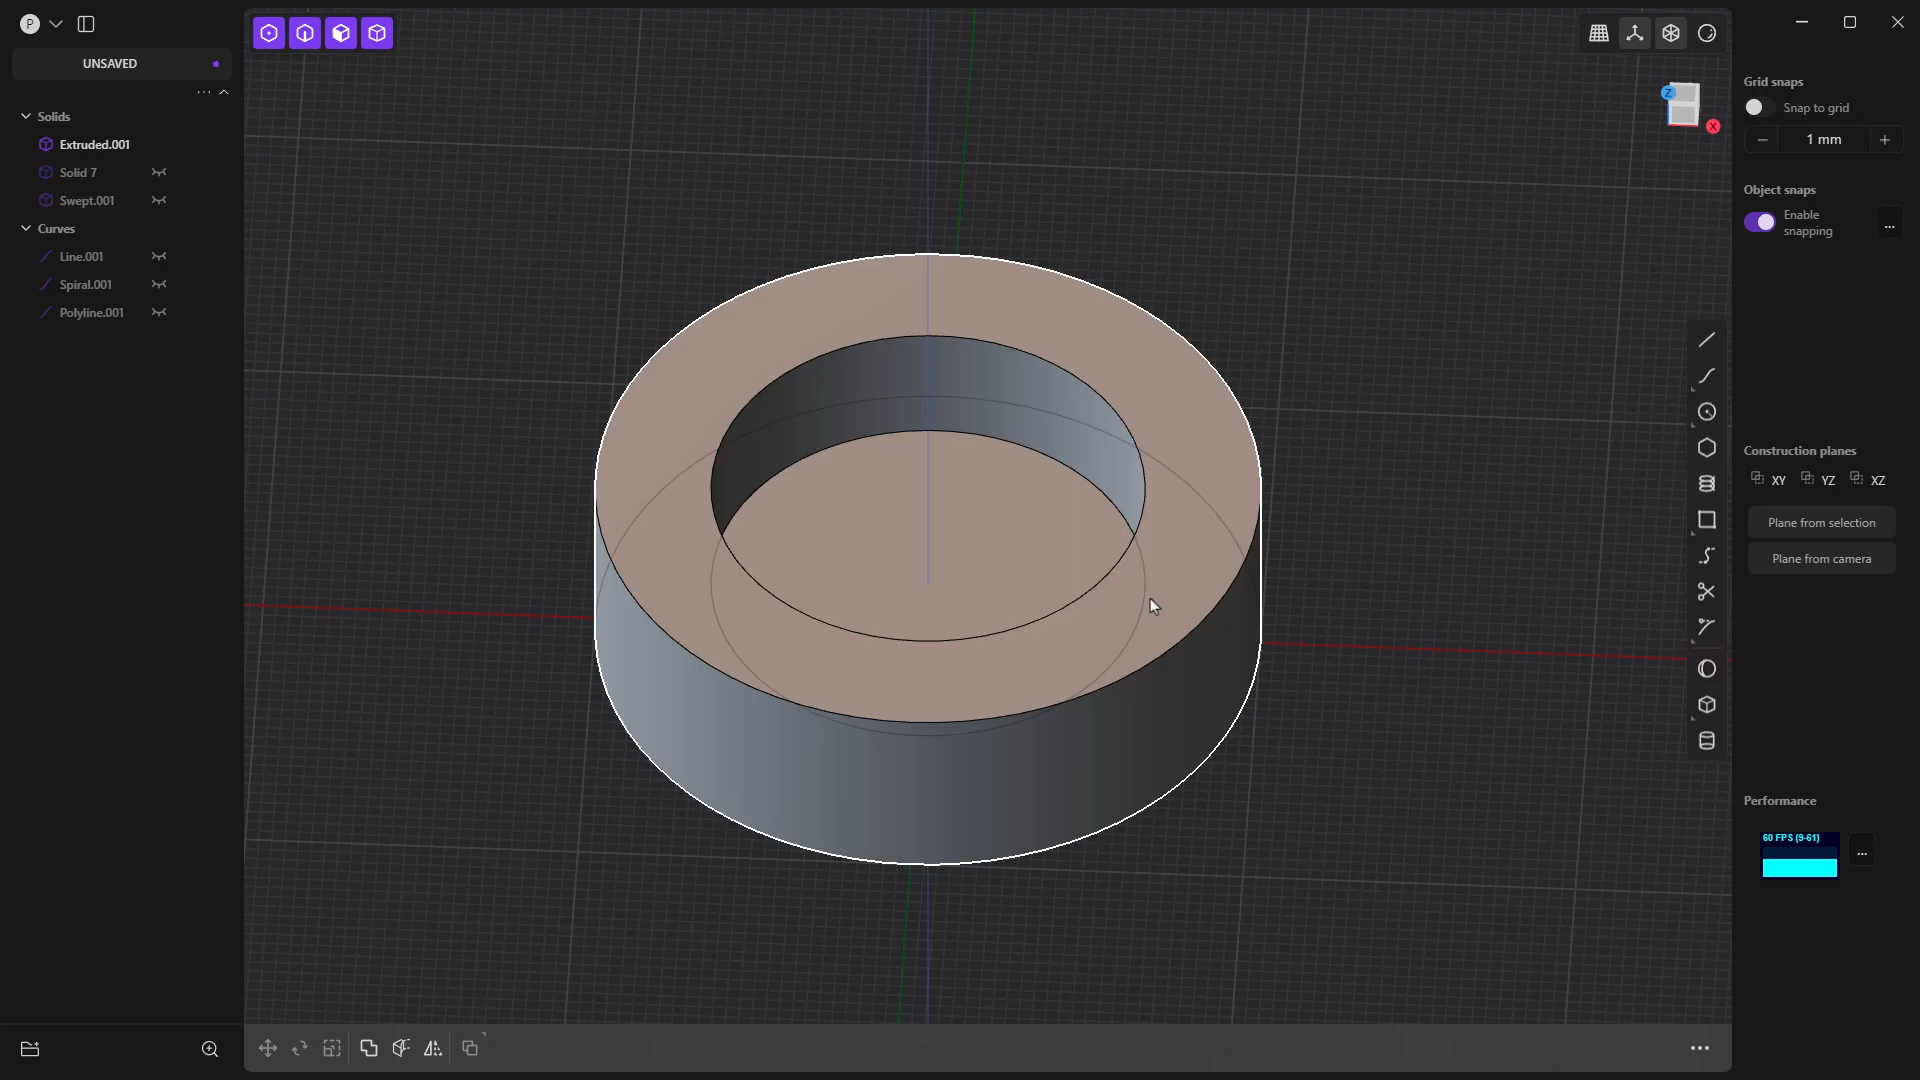 P
UNSAVED
Solids
Extruded.001
Solid 7
Swept.001
Curves
Line.001
Spiral.001
Polyline.001
Z
X
Grid snaps
Snap to grid
1 mm
Object snaps
Enable
snapping
...
Construction planes
XY YZ XZ
Plane from selection
Plane from camera
Performance
60 FPS (9-61)
...